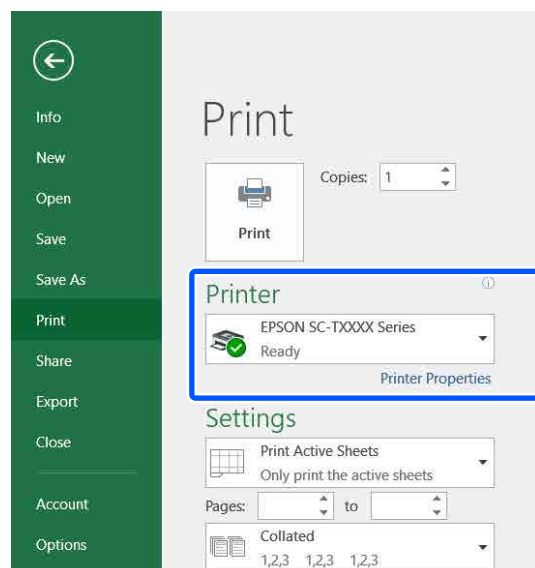 Info
New
Open
Save
Save As
Print
Share
Export
Close
Account
Options
Print
Copies: 1
Print
Printer
EPSON SC-TXXXX Series
Ready
Printer Properties
Settings
Print Active Sheets
Only print the active sheets
Pages: to
Collated
1,2,3 1,2,3 1,2,3